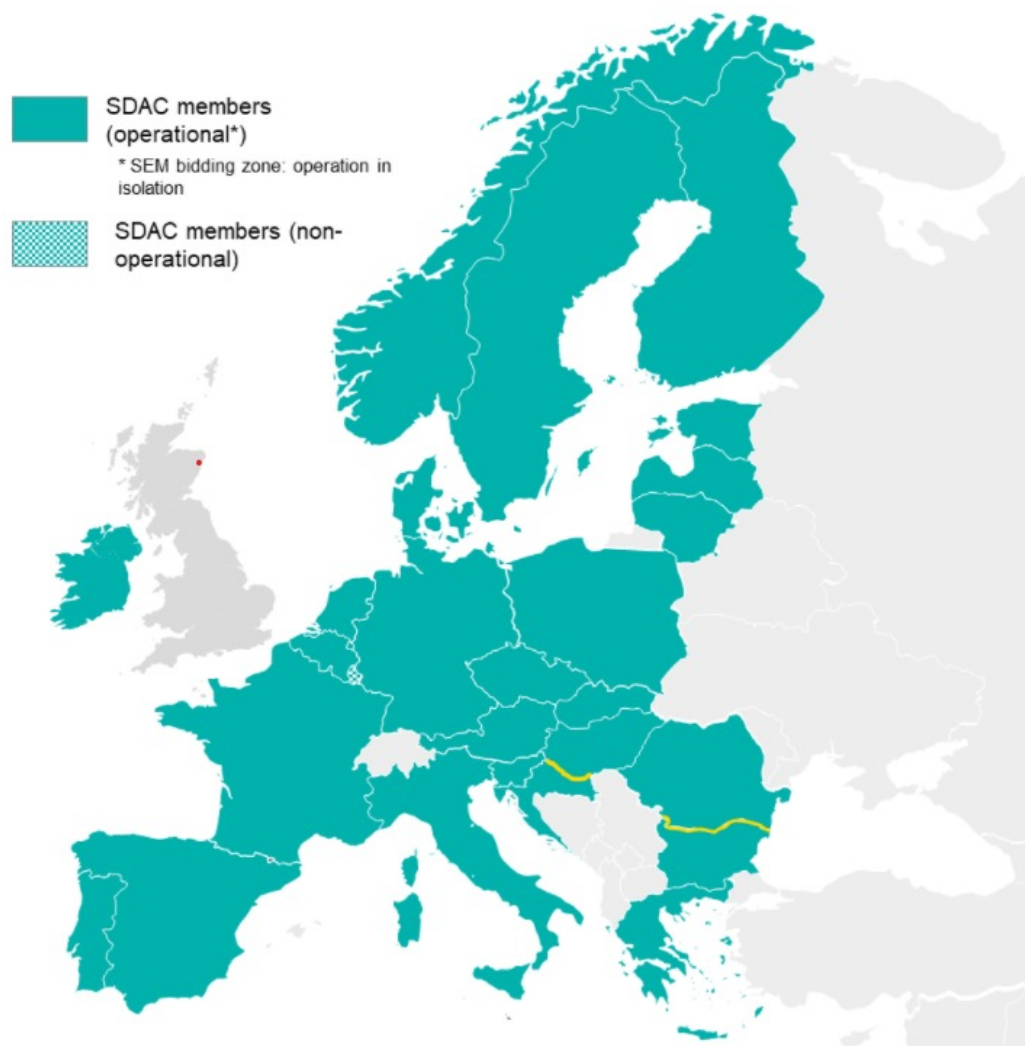 SDAC members
(operational*)
* SEM bidding zone: operation in
isolation
SDAC members (non-
operational)